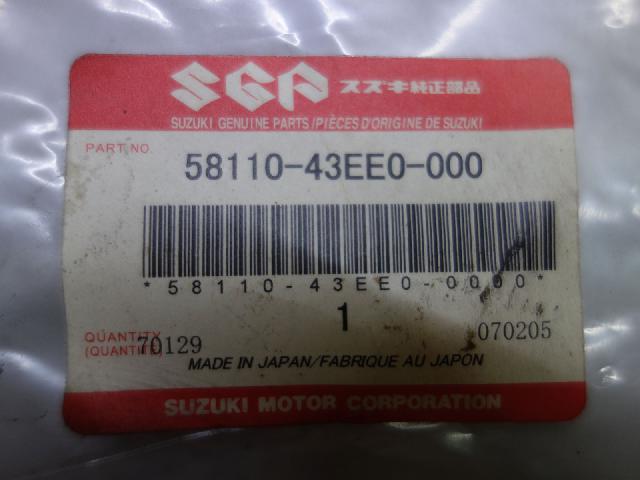 SGP スズキ純正部品
SUZUKI GENUINE PARTS/PIÈCES D'ORIGINE DE SUZUKI
PART NO.
58110-43EE0-000
*58110-43EE0-0000*
1
QUANTITY
(QUANTITÉ)
70129
070205
MADE IN JAPAN/FABRIQUE AU JAPON
SUZUKI MOTOR CORPORATION